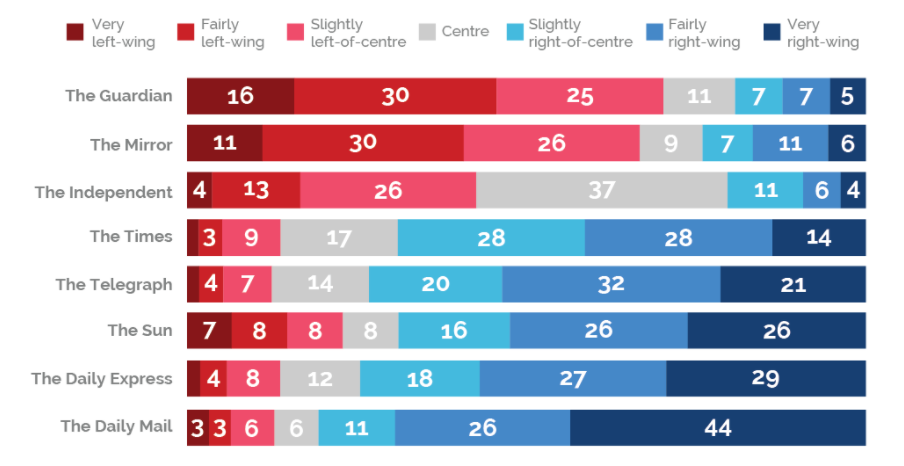 Very left-wing
Fairly left-wing
Slightly left-of-centre
Centre
Slightly right-of-centre
Fairly right-wing
Very right-wing
The Guardian 16 30 25 11 7 7 5
The Mirror 11 30 26 9 7 11 6
The Independent 4 13 26 37 11 6 4
The Times 3 9 17 28 28 14
The Telegraph 4 7 14 20 32 21
The Sun 7 8 8 8 16 26 26
The Daily Express 4 8 12 18 27 29
The Daily Mail 3 3 6 6 11 26 44